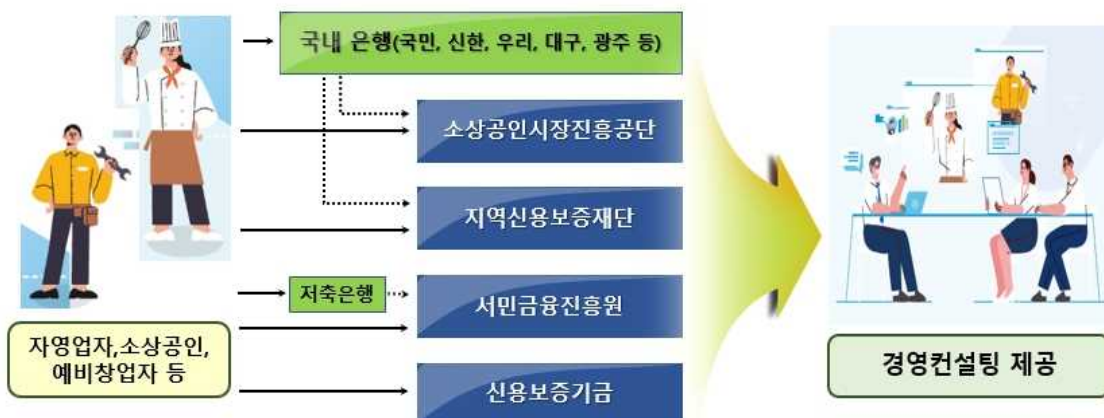 국내 은행(국민, 신한, 우리, 대구, 광주 등)
소상공인시장진흥공단
지역신용보증재단
저축은행
서민금융진흥원
신용보증기금
자영업자,소상공인,
예비창업자 등
경영컨설팅 제공